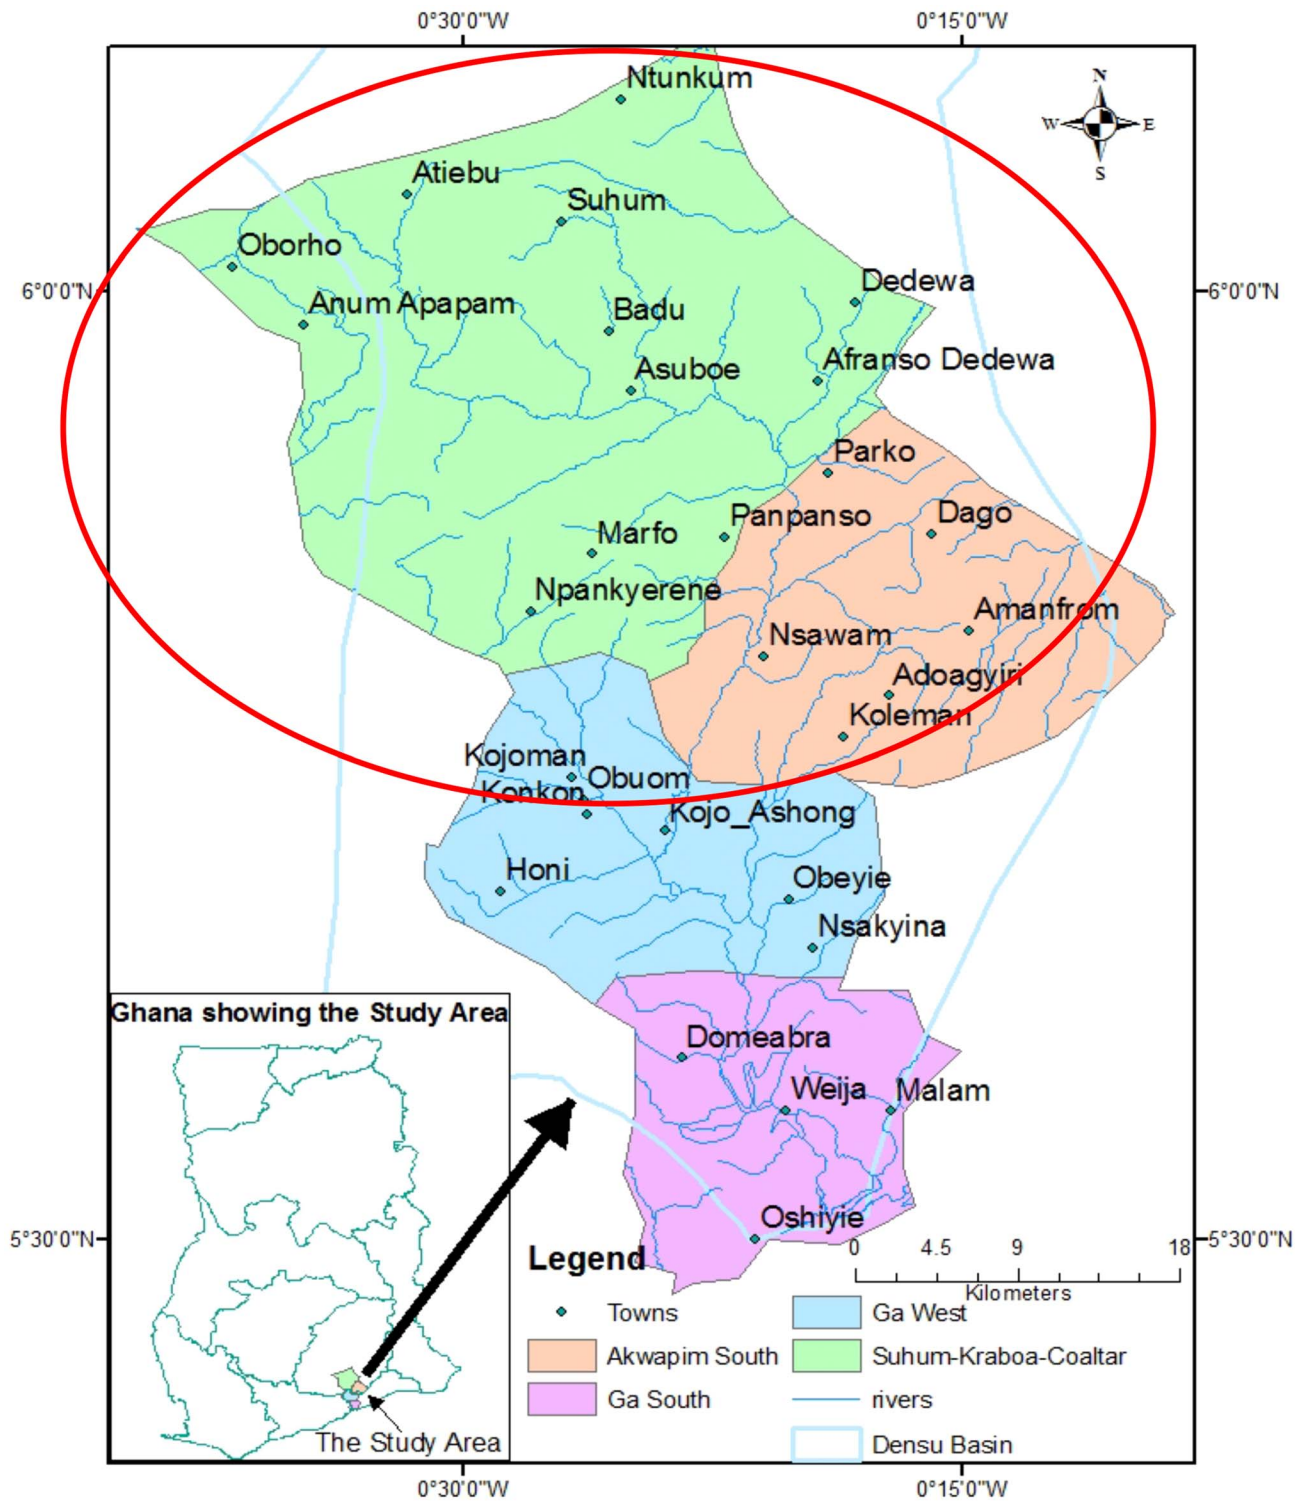 0°30'0"W
0°15'0"W
N
W
E
S
Ntunkum
Atiebu
Suhum
Oborho
Dedewa
6°0'0"N
6°0'0"N
Anum Apapam
Badu
Afranso Dedewa
Asuboe
Parko
Panpanso
Dago
Marfo
Npankyerene
Amanfrom
Nsawam
Adoagyiri
Koleman
Kojoman
Obuom
Konkon
Kojo_Ashong
Honi
Obeyie
Nsakyina
Ghana showing the Study Area
Domeabra
Weija
Malam
Oshiyie
5°30'0"N
5°30'0"N
0 4.5 9 18
Kilometers
Legend
Towns
Ga West
Akwapim South
Suhum-Kraboa-Coaltar
Ga South
rivers
Densu Basin
The Study Area
0°30'0"W
0°15'0"W